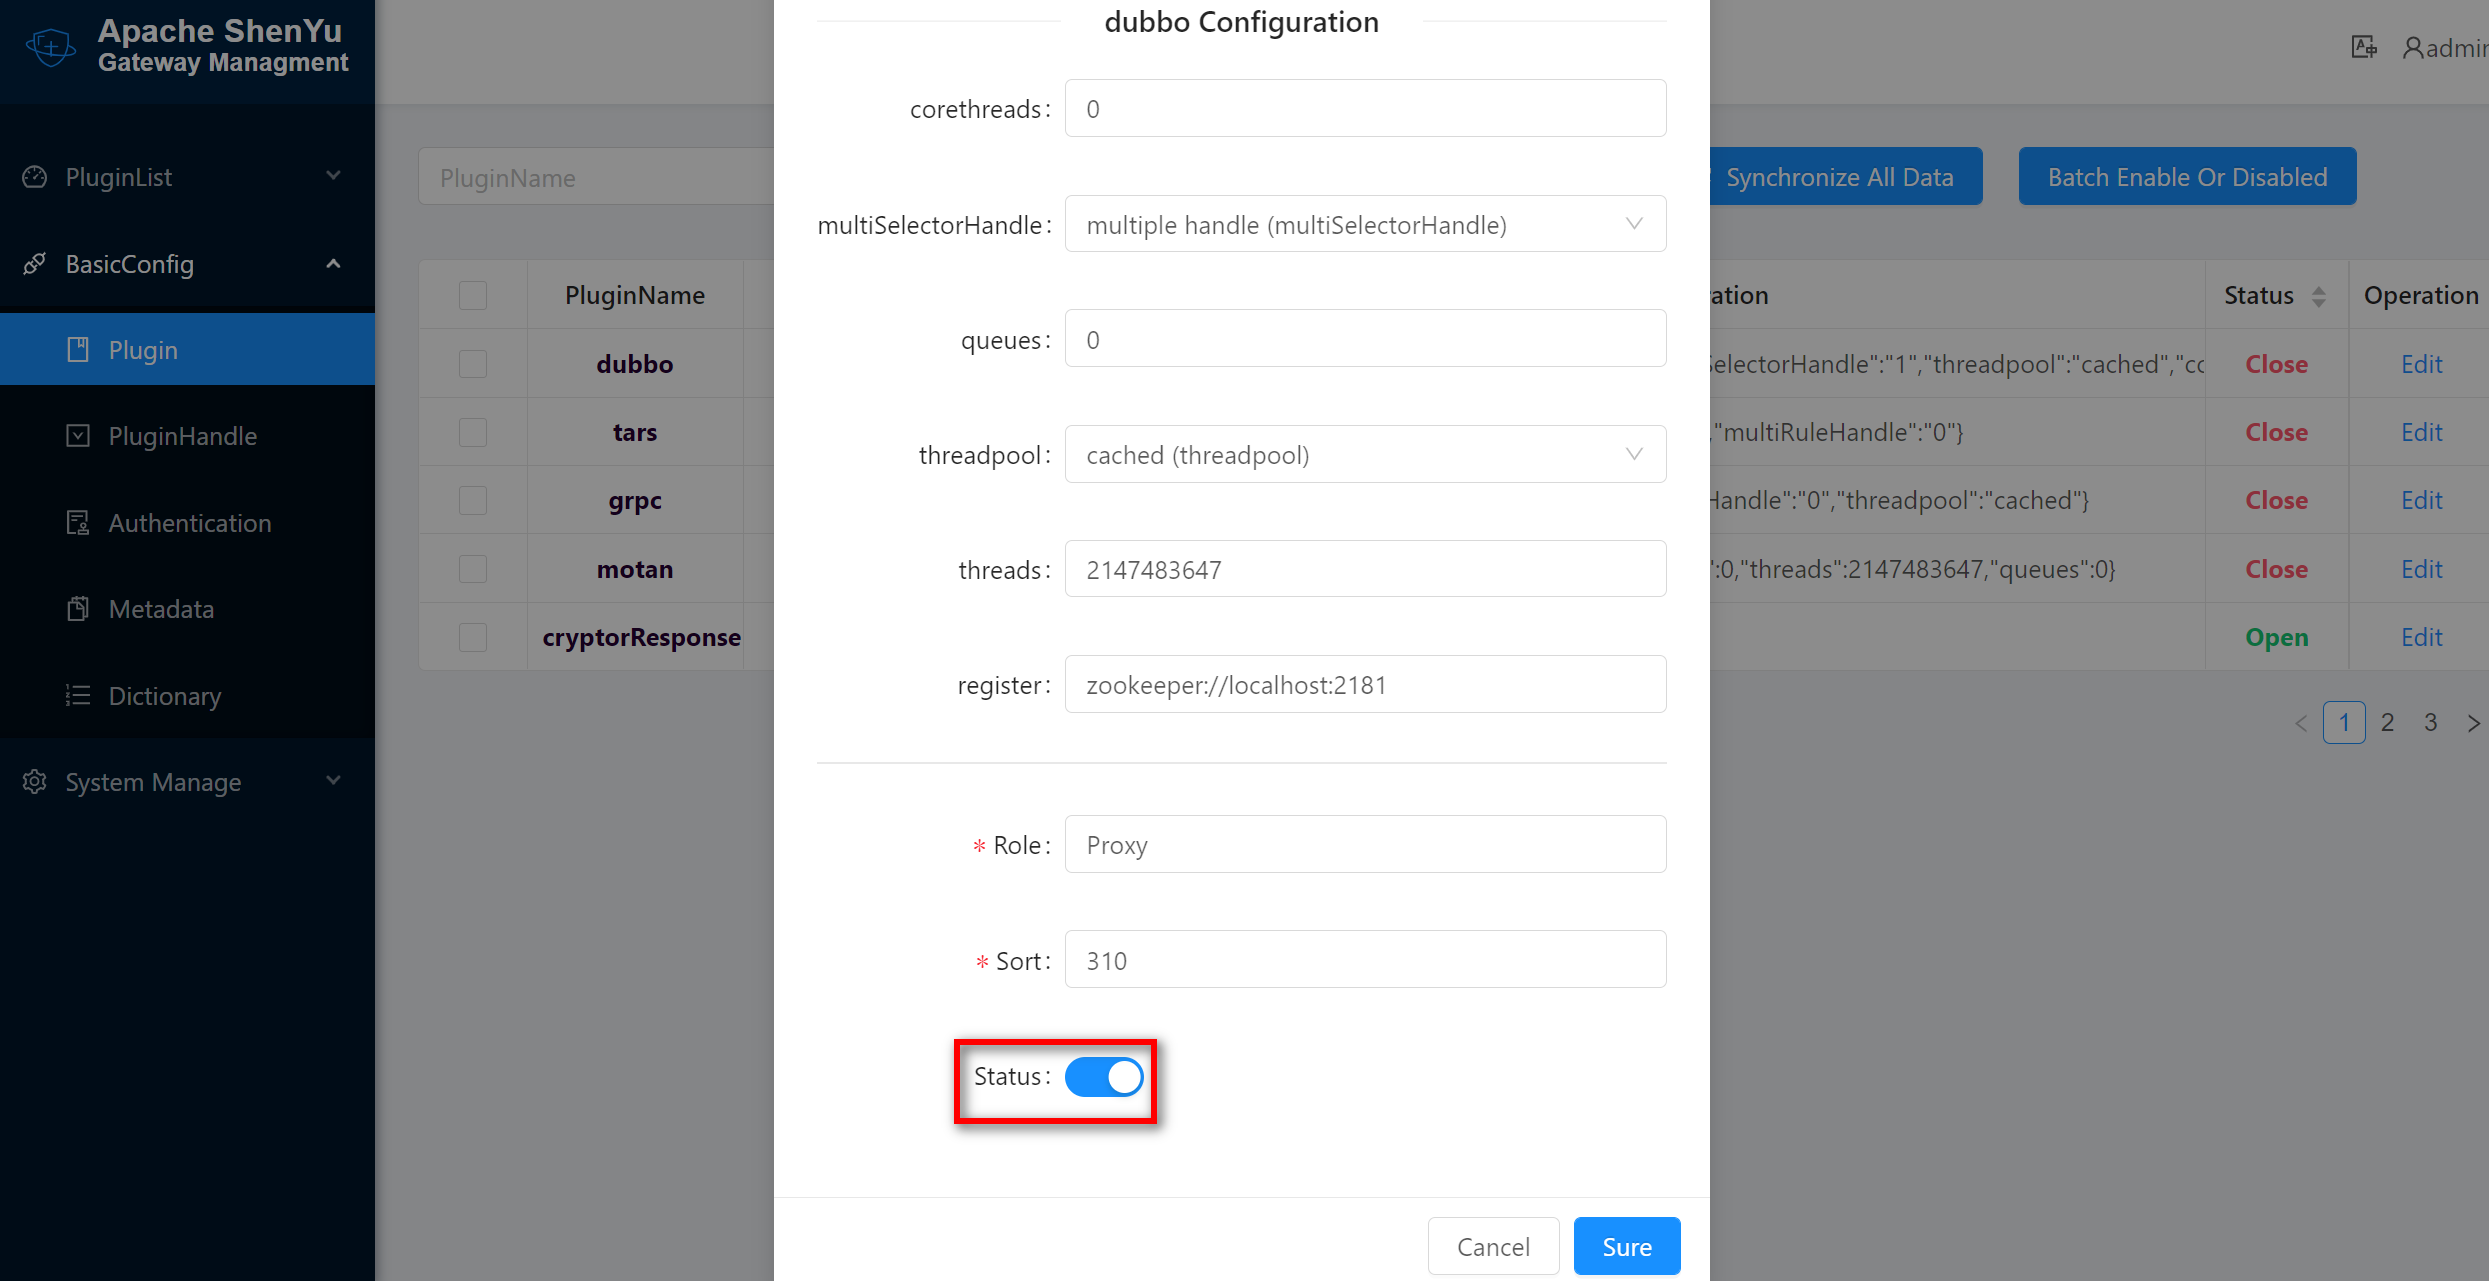 Apache ShenYu
Gateway Managment
admin
PluginList
BasicConfig
Plugin
PluginHandle
Authentication
Metadata
Dictionary
System Manage
PluginName
Synchronize All Data
Batch Enable Or Disabled
PluginName
ation
Status
Operation
dubbo
SelectorHandle":"1","threadpool":"cached","cc
Close
Edit
tars
,"multiRuleHandle":"0"}
Close
Edit
grpc
Handle":"0","threadpool":"cached"}
Close
Edit
motan
":0,"threads":2147483647,"queues":0}
Close
Edit
cryptorResponse
Open
Edit
1 2 3
dubbo Configuration
corethreads: 0
multiSelectorHandle: multiple handle (multiSelectorHandle)
queues: 0
threadpool: cached (threadpool)
threads: 2147483647
register: zookeeper://localhost:2181
* Role: Proxy
* Sort: 310
Status:
Cancel
Sure